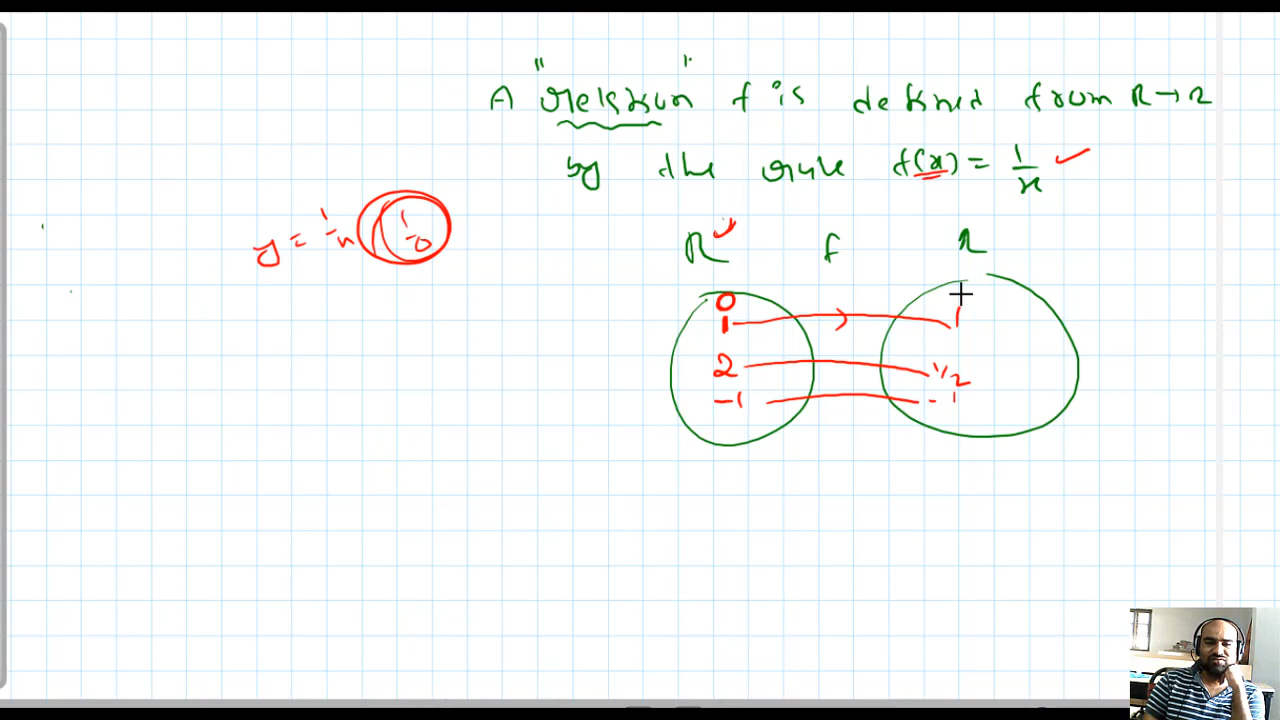 A "relation" f is defined from R → R
by the rule f(x) = 1/x
y = 1/x 1/0
R f R
0
1 1
2 1/2
-1 -1